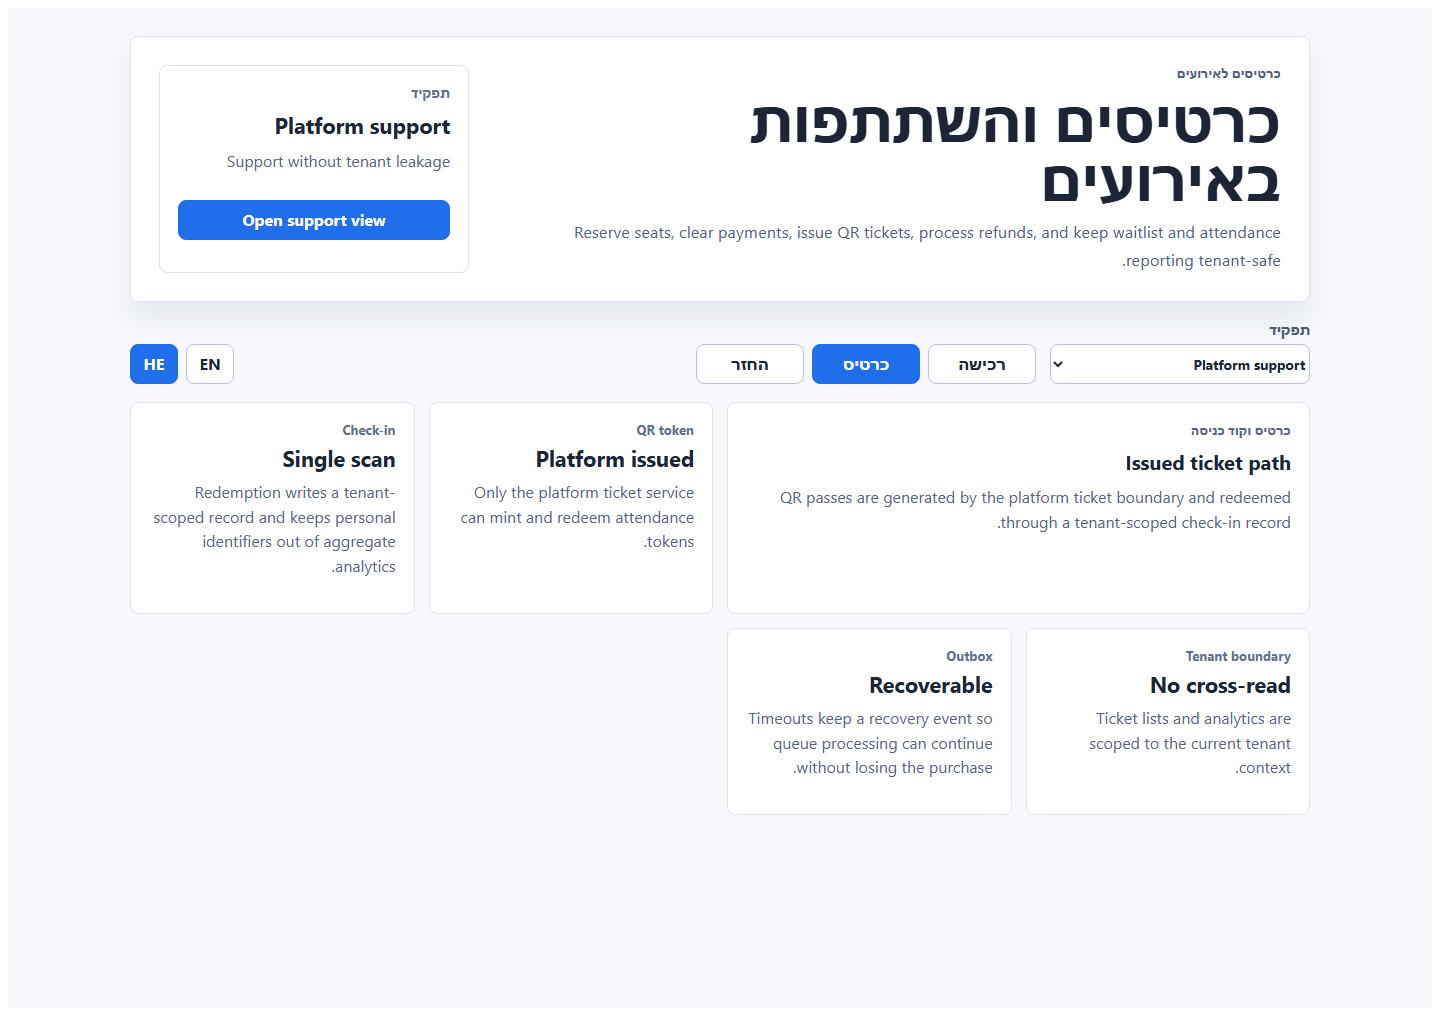 כרטיסים לאירועים
כרטיסים והשתתפות
באירועים
Reserve seats, clear payments, issue QR tickets, process refunds, and keep waitlist and attendance
.reporting tenant-safe
תפקיד
Platform support
Support without tenant leakage
Open support view
תפקיד
Platform support
רכישה
כרטיס
החזר
EN
HE
כרטיס וקוד כניסה
Issued ticket path
QR passes are generated by the platform ticket boundary and redeemed
.through a tenant-scoped check-in record
QR token
Platform issued
Only the platform ticket service
can mint and redeem attendance
.tokens
Check-in
Single scan
Redemption writes a tenant-
scoped record and keeps personal
identifiers out of aggregate
.analytics
Tenant boundary
No cross-read
Ticket lists and analytics are
scoped to the current tenant
.context
Outbox
Recoverable
Timeouts keep a recovery event so
queue processing can continue
.without losing the purchase